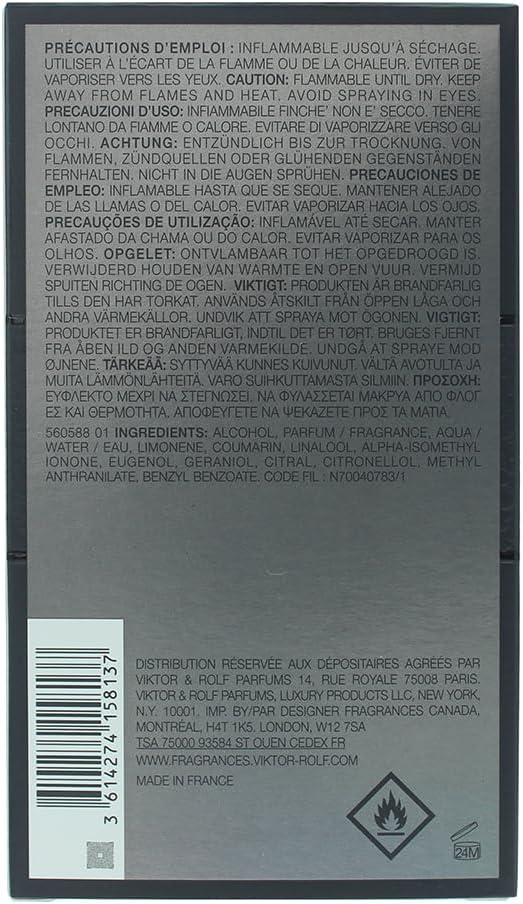 PRÉCAUTIONS D'EMPLOI : INFLAMMABLE JUSQU'À SÉCHAGE.
UTILISER À L'ÉCART DE LA FLAMME OU DE LA CHALEUR. ÉVITER DE
VAPORISER VERS LES YEUX. CAUTION: FLAMMABLE UNTIL DRY. KEEP
AWAY FROM FLAMES AND HEAT. AVOID SPRAYING IN EYES.
PRECAUZIONI D'USO: INFIAMMABILE FINCHE' NON E' SECCO. TENERE
LONTANO DA FIAMME O CALORE. EVITARE DI VAPORIZZARE VERSO GLI
OCCHI. ACHTUNG: ENTZÜNDLICH BIS ZUR TROCKNUNG. VON
FLAMMEN, ZÜNDQUELLEN ODER GLÜHENDEN GEGENSTÄNDEN
FERNHALTEN. NICHT IN DIE AUGEN SPRÜHEN. PRECAUCIONES DE
EMPLEO: INFLAMABLE HASTA QUE SE SEQUE. MANTENER ALEJADO
DE LAS LLAMAS O DEL CALOR. EVITAR VAPORIZAR HACIA LOS OJOS.
PRECAUÇÕES DE UTILIZAÇÃO: INFLAMÁVEL ATÉ SECAR. MANTER
AFASTADO DA CHAMA OU DO CALOR. EVITAR VAPORIZAR PARA OS
OLHOS. OPGELET: ONTVLAMBAAR TOT HET OPGEDROOGD IS.
VERWIJDERD HOUDEN VAN WARMTE EN OPEN VUUR. VERMIJD
SPUITEN RICHTING DE OGEN. VIKTIGT: PRODUKTEN ÄR BRANDFARLIG
TILLS DEN HAR TORKAT. ANVÄNDS ÅTSKILT FRÅN ÖPPEN LÅGA OCH
ANDRA VÄRMEKÄLLOR. UNDVIK ATT SPRAYA MOT ÖGONEN. VIGTIGT:
PRODUKTET ER BRANDFARLIGT, INDTIL DET ER TØRT. BRUGES FJERNT
FRA ÅBEN ILD OG ANDEN VARMEKILDE. UNDGÅ AT SPRAYE MOD
ØJNENE. TÄRKEÄÄ: SYTTYVÄÄ KUNNES KUIVUNUT. VÄLTÄ AVOTULTA JA
MUITA LÄMMÖNLÄHTEITÄ. VARO SUIHKUTTAMASTA SILMIIN. ΠΡΟΣΟΧΗ:
ΕΥΦΛΕΚΤΟ ΜΕΧΡΙ ΝΑ ΣΤΕΓΝΩΣΕΙ. ΝΑ ΦΥΛΑΣΣΕΤΑΙ ΜΑΚΡΥΑ ΑΠΟ ΦΛΟΓ
ΕΣ ΚΑΙ ΘΕΡΜΟΤΗΤΑ. ΑΠΟΦΕΥΓΕΤΕ ΝΑ ΨΕΚΑΖΕΤΕ ΠΡΟΣ ΤΑ ΜΑΤΙΑ.
560588 01 INGREDIENTS: ALCOHOL, PARFUM / FRAGRANCE, AQUA /
WATER / EAU, LIMONENE, COUMARIN, LINALOOL, ALPHA-ISOMETHYL
IONONE, EUGENOL, GERANIOL, CITRAL, CITRONELLOL, METHYL
ANTHRANILATE, BENZYL BENZOATE. CODE FIL : N70040783/1
3 614274 158137
DISTRIBUTION RÉSERVÉE AUX DÉPOSITAIRES AGRÉÉS PAR
VIKTOR & ROLF PARFUMS 14, RUE ROYALE 75008 PARIS.
VIKTOR & ROLF PARFUMS, LUXURY PRODUCTS LLC, NEW YORK,
N.Y. 10001. IMP. BY/PAR DESIGNER FRAGRANCES CANADA,
MONTRÉAL, H4T 1K5. LONDON, W12 7SA
TSA 75000 93584 ST OUEN CEDEX FR
WWW.FRAGRANCES.VIKTOR-ROLF.COM
MADE IN FRANCE
24M